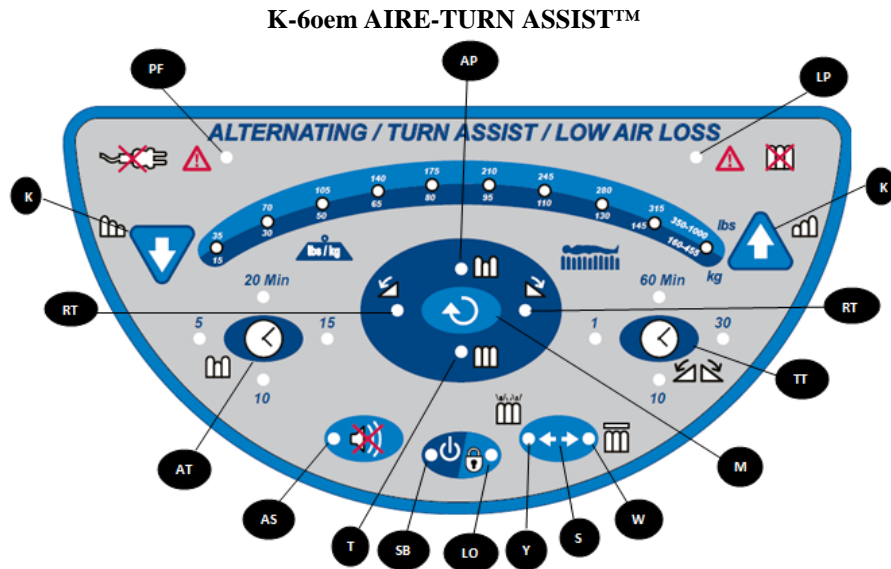 K-6oem AIRE-TURN ASSIST™
PF
AP
LP
ALTERNATING / TURN ASSIST / LOW AIR LOSS
K
K
35 70 105 140 175 210 245 280 315 350-1000 lbs
15 30 50 65 80 95 110 130 145 160-455 kg
lbs / kg
20 Min
60 Min
RT
RT
5
15
1
30
10
10
TT
AT
M
AS
T
SB
LO
Y
S
W